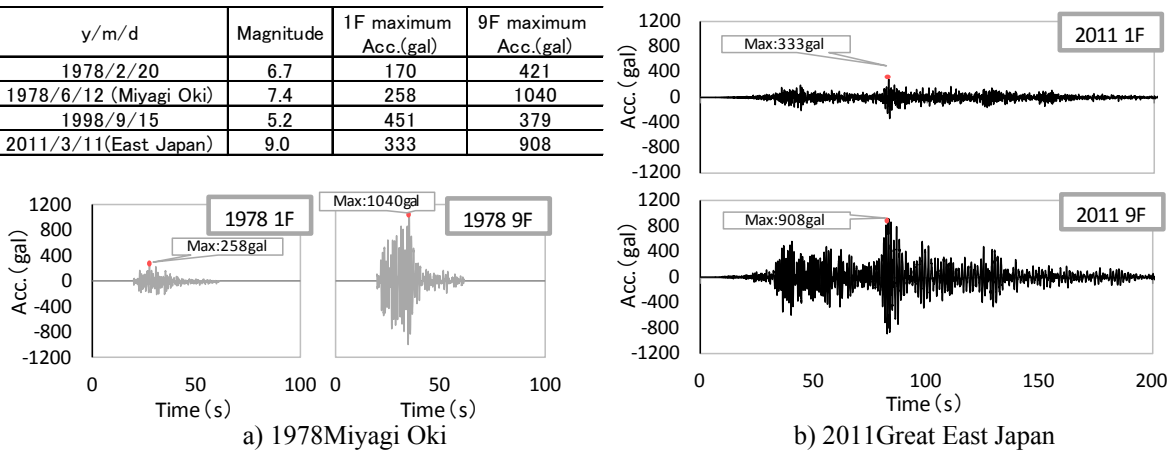 y/m/d Magnitude 1F maximum Acc.(gal) 9F maximum Acc.(gal)
1978/2/20 6.7 170 421
1978/6/12 (Miyagi Oki) 7.4 258 1040
1998/9/15 5.2 451 379
2011/3/11(East Japan) 9.0 333 908
1200
800
400
0
-400
-800
-1200
Acc.(gal)
1978 1F
Max:258gal
0 50 100
Time(s)
Max:1040gal
1978 9F
0 50 100
Time(s)
a) 1978Miyagi Oki
1200
800
400
0
-400
-800
-1200
Acc.(gal)
Max:333gal
2011 1F
1200
800
400
0
-400
-800
-1200
Acc.(gal)
Max:908gal
2011 9F
0 50 100 150 200
Time(s)
b) 2011Great East Japan